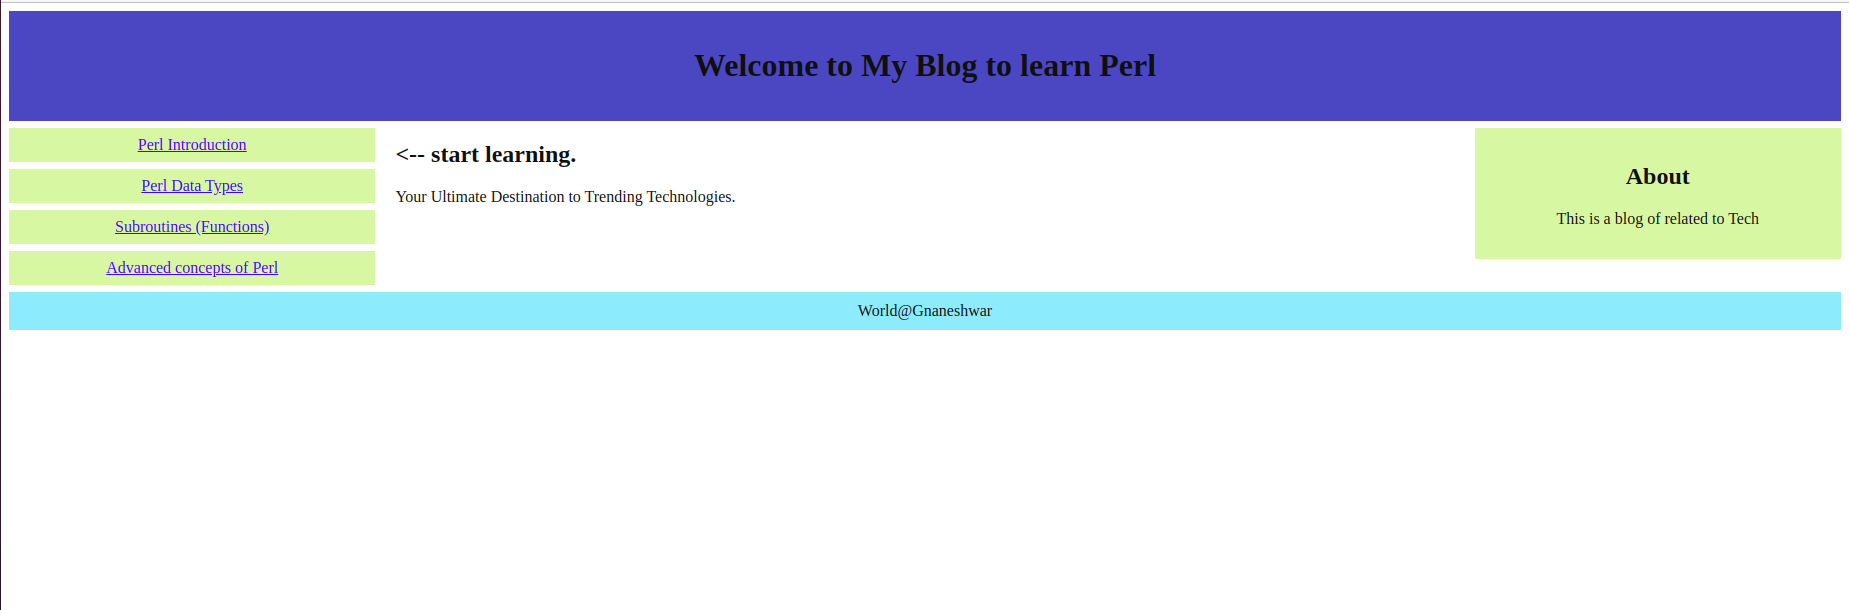 Welcome to My Blog to learn Perl
Perl Introduction
Perl Data Types
Subroutines (Functions)
Advanced concepts of Perl
<-- start learning.
Your Ultimate Destination to Trending Technologies.
About
This is a blog of related to Tech
World@Gnaneshwar